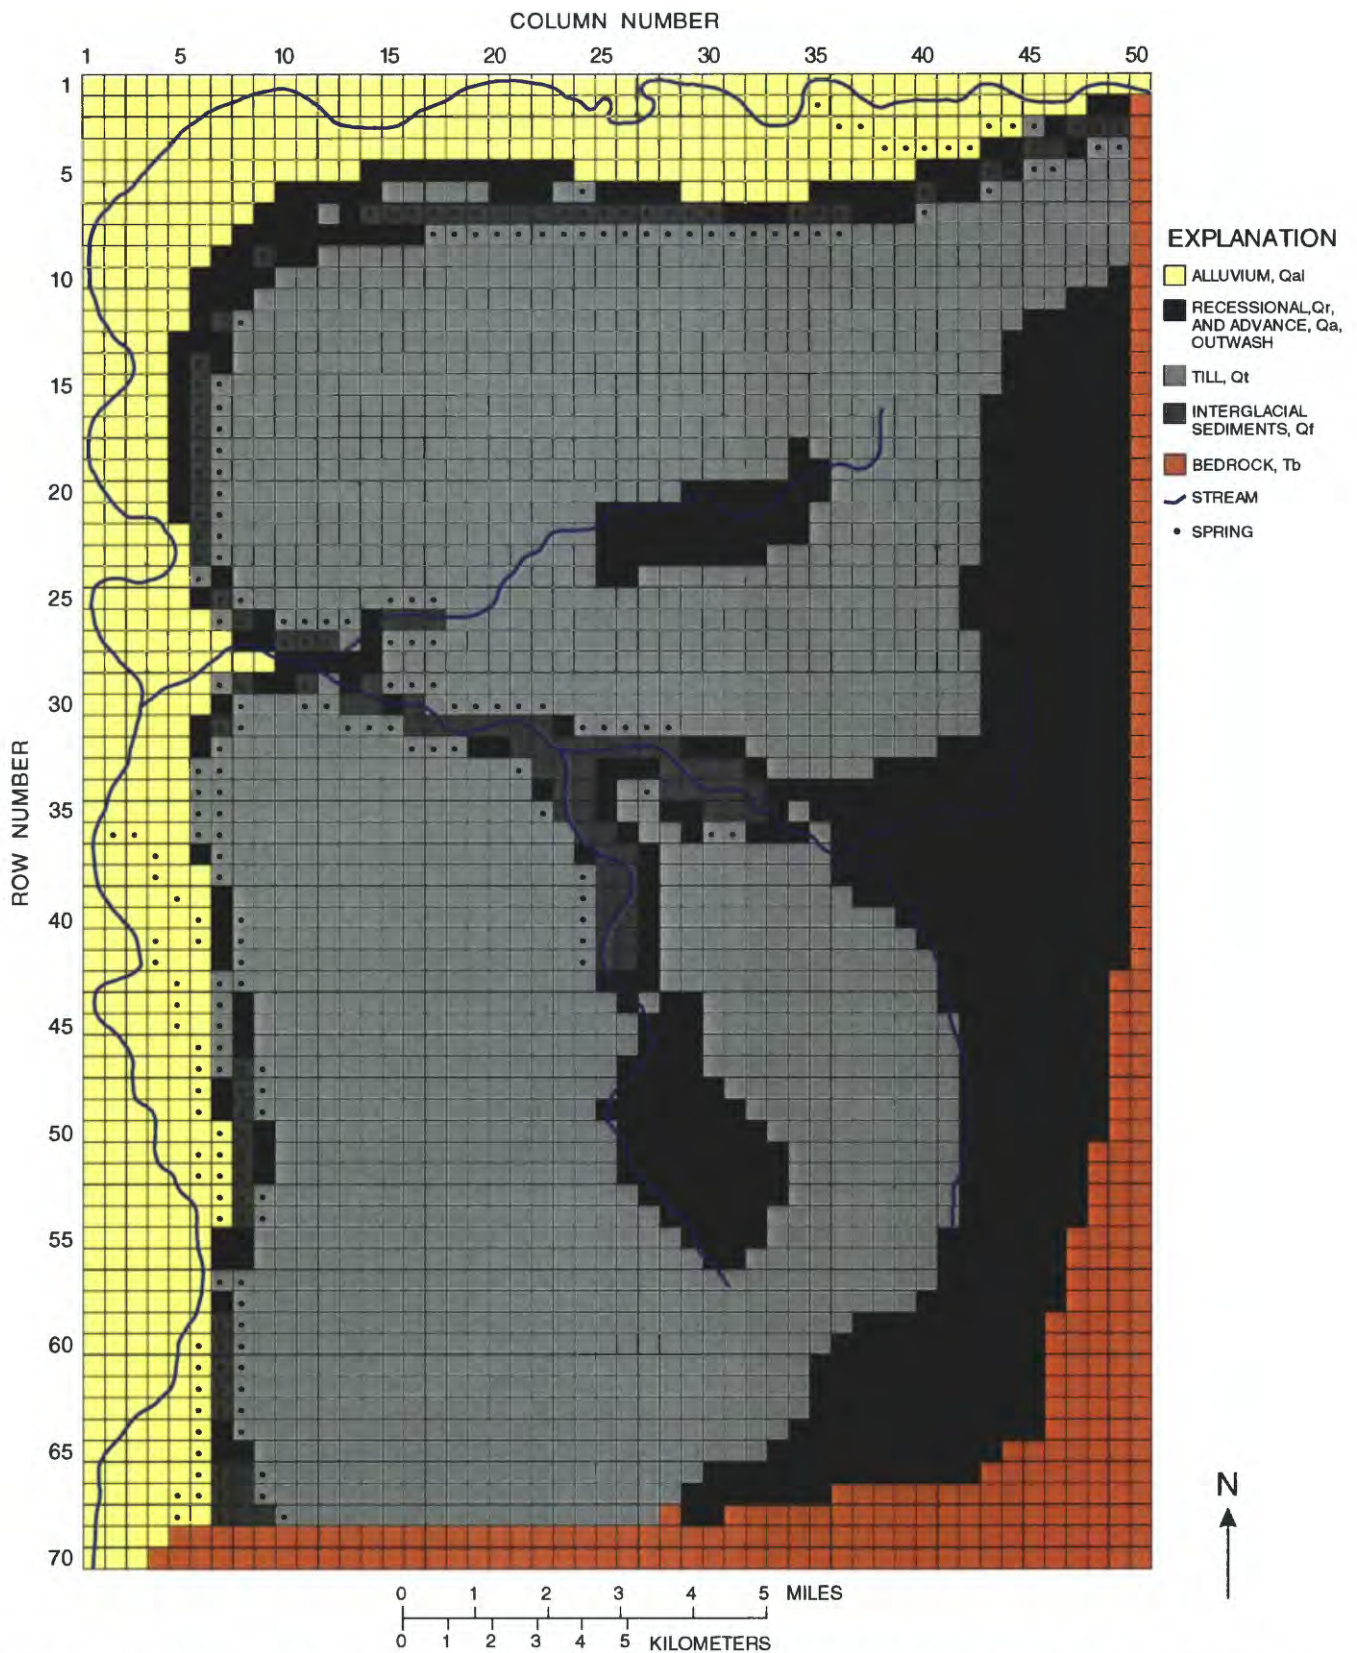 COLUMN NUMBER
1 5 10 15 20 25 30 35 40 45 50
1
5
10
15
20
25
30
35
40
45
50
55
60
65
70
ROW NUMBER
EXPLANATION
ALLUVIUM, Qal
RECESSIONAL,Qr,
AND ADVANCE, Qa,
OUTWASH
TILL, Qt
INTERGLACIAL
SEDIMENTS, Qf
BEDROCK, Tb
STREAM
SPRING
N
0 1 2 3 4 5 MILES
0 1 2 3 4 5 KILOMETERS